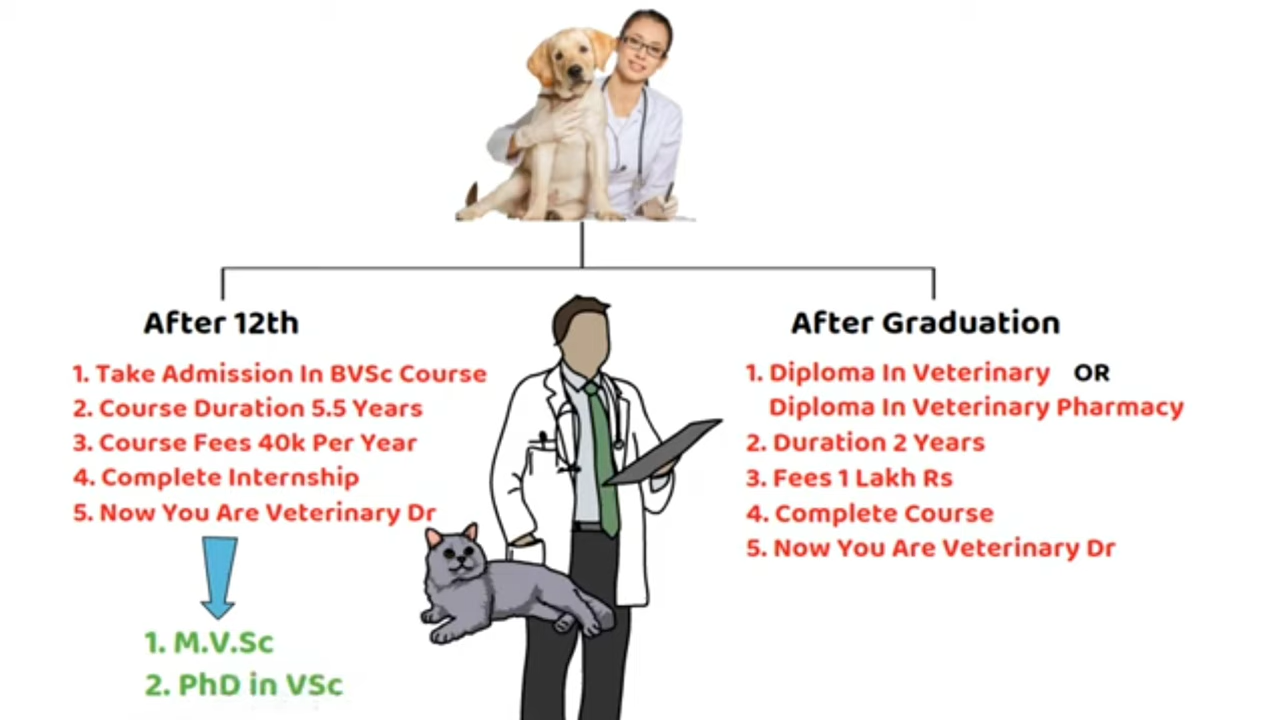 After 12th
1. Take Admission In BVSc Course
2. Course Duration 5.5 Years
3. Course Fees 40k Per Year
4. Complete Internship
5. Now You Are Veterinary Dr
1. M.V.Sc
2. PhD in VSc
After Graduation
1. Diploma In Veterinary OR
Diploma In Veterinary Pharmacy
2. Duration 2 Years
3. Fees 1 Lakh Rs
4. Complete Course
5. Now You Are Veterinary Dr